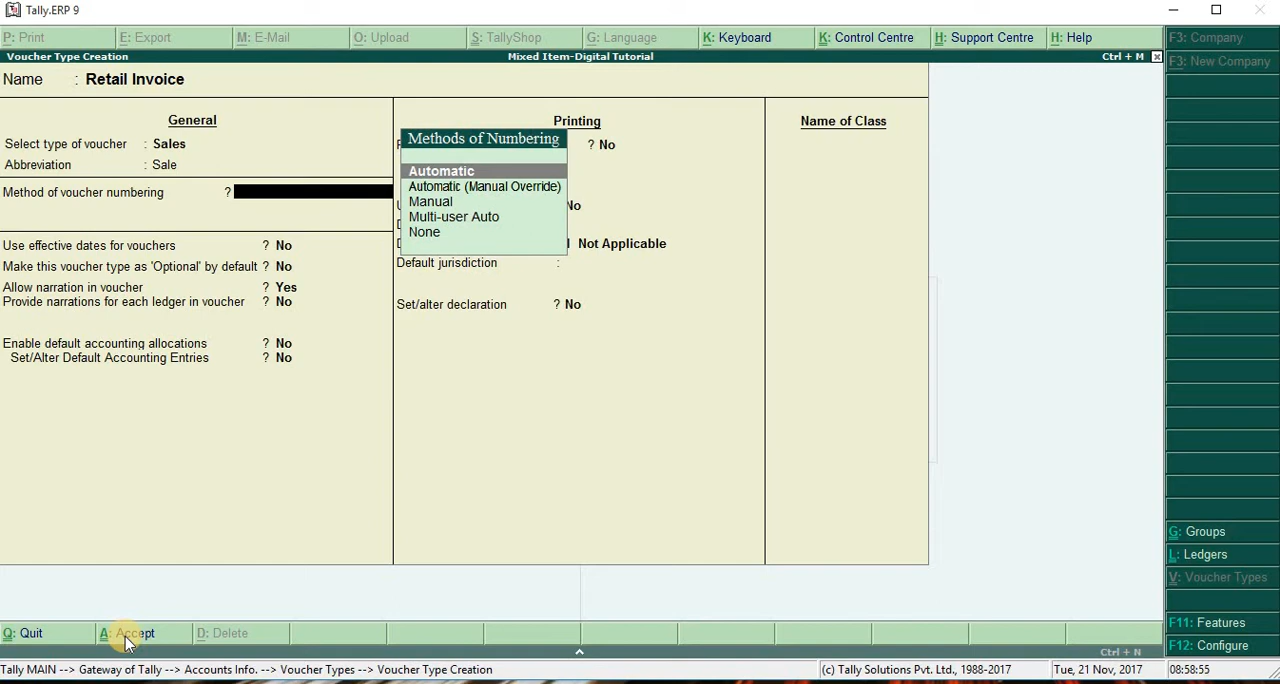 Tally.ERP 9
P: Print
E: Export
M: E-Mail
O: Upload
S: TallyShop
G: Language
K: Keyboard
K: Control Centre
H: Support Centre
H: Help
F3: Company
F3: New Company
Voucher Type Creation
Mixed Item-Digital Tutorial
Ctrl + M
Name : Retail Invoice
General
Printing
Name of Class
Select type of voucher : Sales
? No
Abbreviation : Sale
Method of voucher numbering ?
Methods of Numbering
Automatic
Automatic (Manual Override)
Manual
Multi-user Auto
None
No
Not Applicable
Default jurisdiction :
Set/alter declaration ? No
Use effective dates for vouchers ? No
Make this voucher type as 'Optional' by default ? No
Allow narration in voucher ? Yes
Provide narrations for each ledger in voucher ? No
Enable default accounting allocations ? No
Set/Alter Default Accounting Entries ? No
G: Groups
L: Ledgers
V: Voucher Types
F11: Features
F12: Configure
Q: Quit
A: Accept
D: Delete
Ctrl + N
Tally MAIN --> Gateway of Tally --> Accounts Info. --> Voucher Types --> Voucher Type Creation
(c) Tally Solutions Pvt. Ltd., 1988-2017
Tue, 21 Nov, 2017
08:58:55